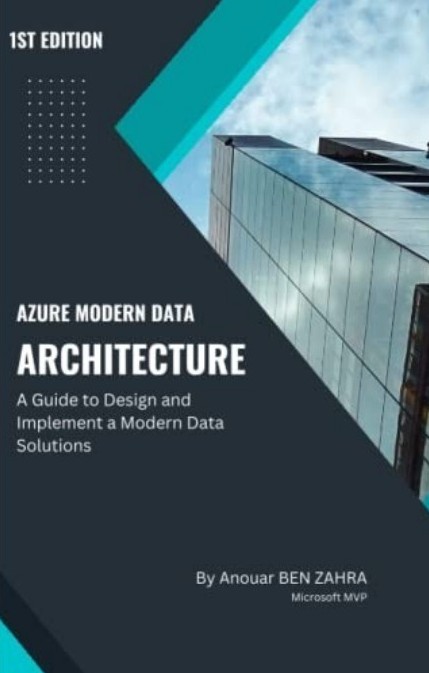 1ST EDITION
AZURE MODERN DATA
ARCHITECTURE
A Guide to Design and
Implement a Modern Data
Solutions
By Anouar BEN ZAHRA
Microsoft MVP